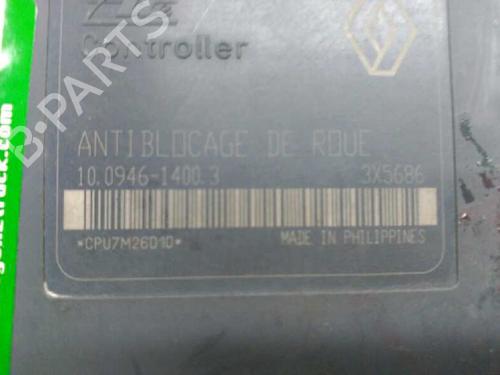 Controller
ANTIBLOCAGE DE ROUE
10.0946-1400.3 3X5686
*CPU7M26D1D*
MADE IN PHILIPPINES
B-PARTS